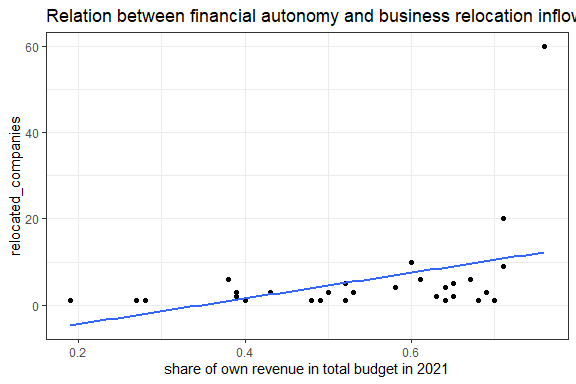 Relation between financial autonomy and business relocation inflow
60
40
20
0
relocated_companies
0.2 0.4 0.6
share of own revenue in total budget in 2021